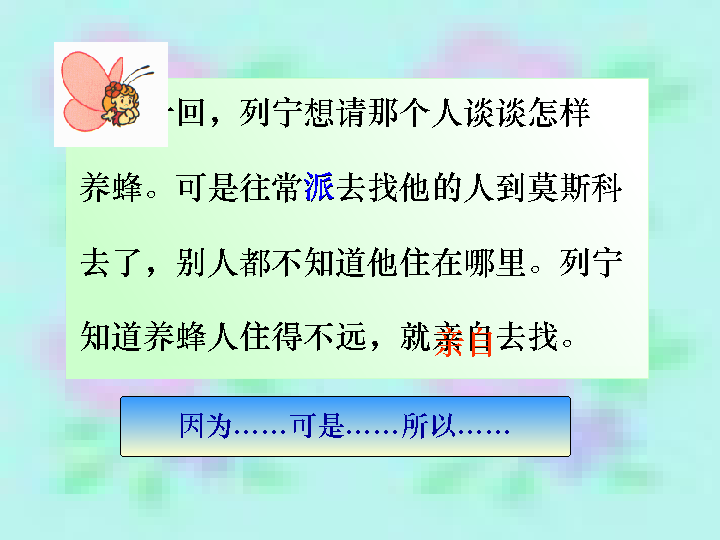 回，列宁想请那个人谈谈怎样
养蜂。可是往常派去找他的人到莫斯科
去了，别人都不知道他住在哪里。列宁
知道养蜂人住得不远，就亲自去找。
因为……可是……所以……